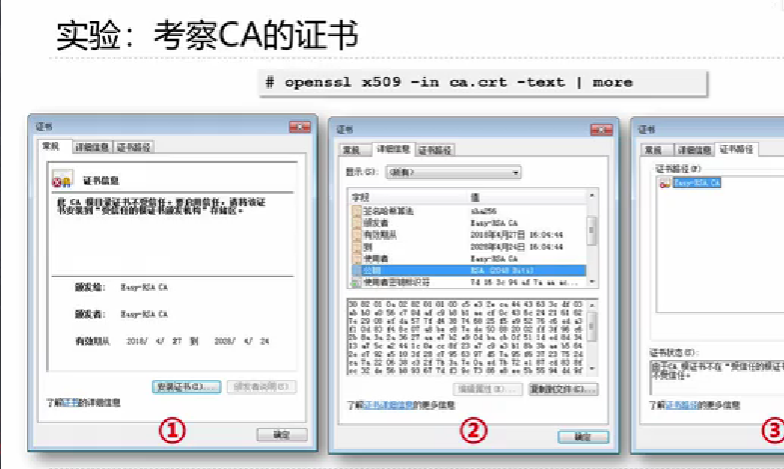 实验：考察CA的证书
# openssl x509 -in ca.crt -text | more
证书
常规 详细信息 证书路径
证书信息
此 CA 根目录证书不受信任。要启用信任，请将该证
书安装到“受信任的根证书颁发机构”存储区。
颁发给: Easy-RSA CA
颁发者: Easy-RSA CA
有效期从 2018/ 4/ 27 到 2028/ 4/ 24
安装证书(I)... 颁发者说明(S)
了解证书的详细信息
确定
①
证书
常规 详细信息 证书路径
显示(S): <所有>
字段 值
签名哈希算法 sha256
颁发者 Easy-RSA CA
有效期从 2018年4月27日 16:04:44
到 2028年4月24日 16:04:44
使用者 Easy-RSA CA
公钥 RSA (2048 Bits)
使用者密钥标识符
编辑属性(E)... 复制到文件(C)...
了解证书详细信息的更多信息
确定
②
证书
常规 详细信息 证书路径
证书路径(P)
Easy-RSA CA
证书状态(S):
由于 CA 根证书不在“受信任的根证
不受信任。
了解证书路径的更多信息
③